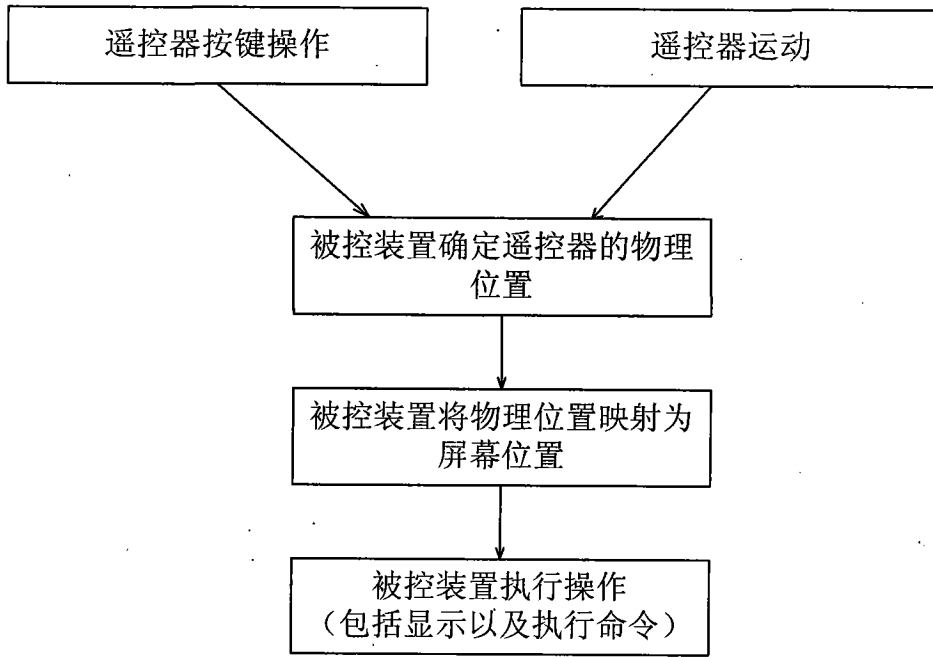 遥控器按键操作
遥控器运动
被控装置确定遥控器的物理
位置
被控装置将物理位置映射为
屏幕位置
被控装置执行操作
（包括显示以及执行命令）